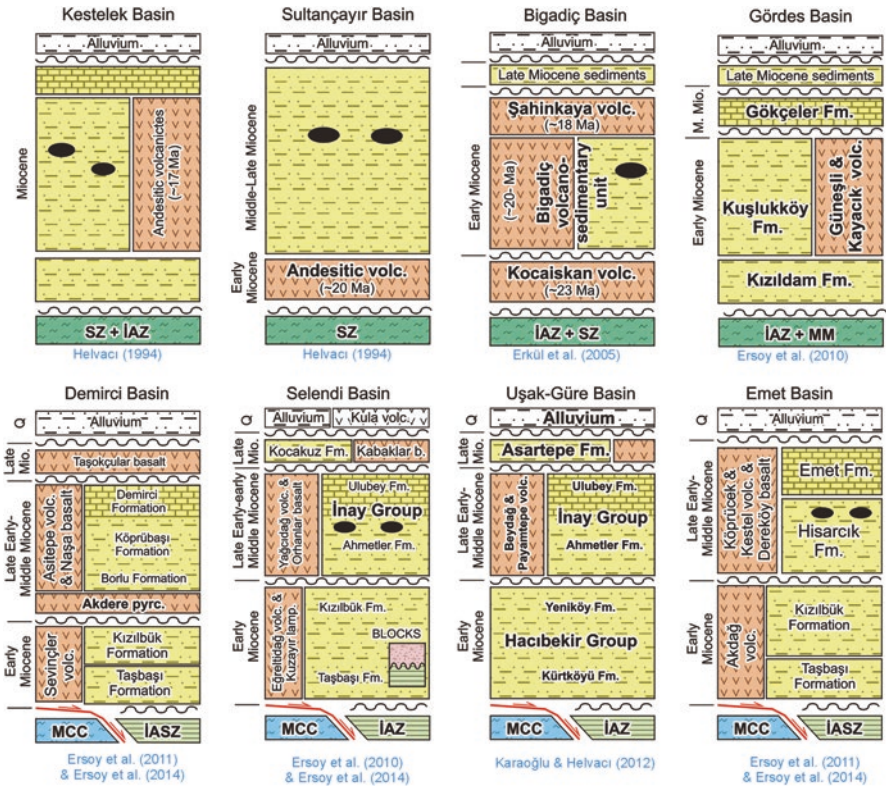 Kestelek Basin
Alluvium
Miocene
Andesitic volcanictes
(~17 Ma)
SZ + İAZ
Helvacı (1994)
Sultançayır Basin
Alluvium
Middle-Late Miocene
Early
Miocene
Andesitic volc.
(~20 Ma)
SZ
Helvacı (1994)
Bigadiç Basin
Alluvium
Late Miocene sediments
Early Miocene
Şahinkaya volc.
(~18 Ma)
(~20- Ma)
Bigadiç
volcano-
sedimentary
unit
Kocaiskan volc.
(~23 Ma)
İAZ + SZ
Erkül et al. (2005)
Gördes Basin
Alluvium
Late Miocene sediments
M. Mio.
Gökçeler Fm.
Early Miocene
Kuşlukköy
Fm.
Güneşli &
Kayacık volc.
Kızıldam Fm.
İAZ + MM
Ersoy et al. (2010)
Demirci Basin
Q
Alluvium
Late
Mio.
Taşokçular basalt
Late Early-
Middle Miocene
Asitepe volc.
& Naşa basalt
Demirci
Formation
Köprübaşı
Formation
Borlu Formation
Akdere pyrc.
Early
Miocene
Sevinçler
volc.
Kızılbük
Formation
Taşbaşı
Formation
MCC
İASZ
Ersoy et al. (2011)
& Ersoy et al. (2014)
Selendi Basin
Q
Alluvium
Kula volc.
Late
Mio.
Kocakuz Fm.
Kabaklar b.
Late Early-early
Middle Miocene
Yağcıdağ volc. &
Orhanlar basalt
Ulubey Fm.
İnay Group
Ahmetler Fm.
Early
Miocene
Eğreltidağ volc. &
Kuzayır lamp.
Kızılbük Fm.
BLOCKS
Taşbaşı Fm.
MCC
İAZ
Ersoy et al. (2010)
& Ersoy et al. (2014)
Uşak-Güre Basin
Q
Alluvium
Late
Mio.
Asartepe Fm.
Late Early-
Middle Miocene
Beydağ &
Payamtepe volc.
Ulubey Fm.
İnay Group
Ahmetler Fm.
Early
Miocene
Yeniköy Fm.
Hacıbekir Group
Kürtköyü Fm.
MCC
İAZ
Karaoğlu & Helvacı (2012)
Emet Basin
Q
Alluvium
Late Early-
Middle Miocene
Köprücek &
Kestel volc. &
Dereköy basalt
Emet Fm.
Hisarcık
Fm.
Early
Miocene
Akdağ
volc.
Kızılbük
Formation
Taşbaşı
Formation
MCC
İASZ
Ersoy et al. (2011)
& Ersoy et al. (2014)